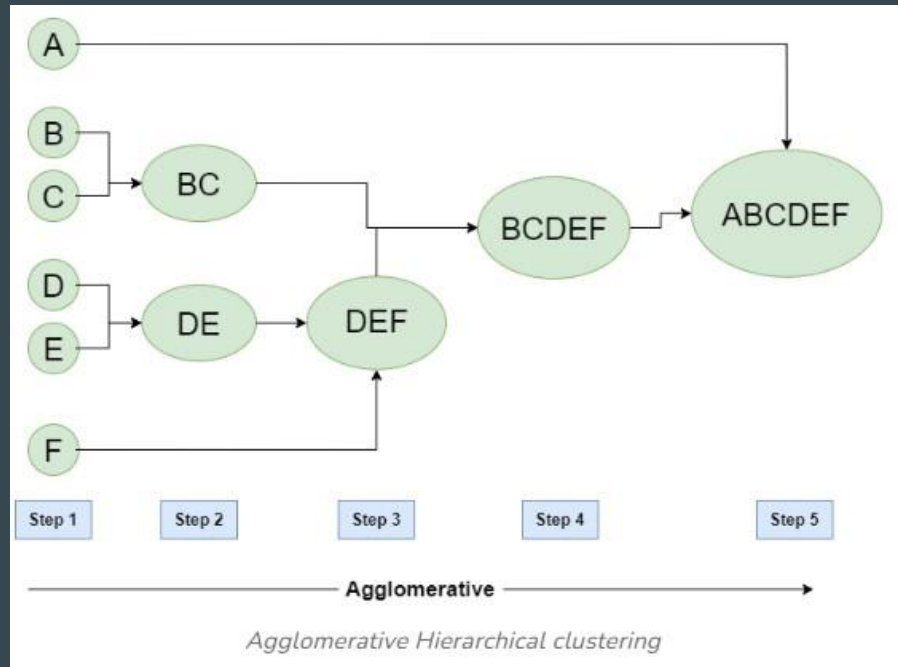 A
B
C
BC
D
E
DE
F
DEF
BCDEF
ABCDEF
Step 1
Step 2
Step 3
Step 4
Step 5
Agglomerative
Agglomerative Hierarchical clustering